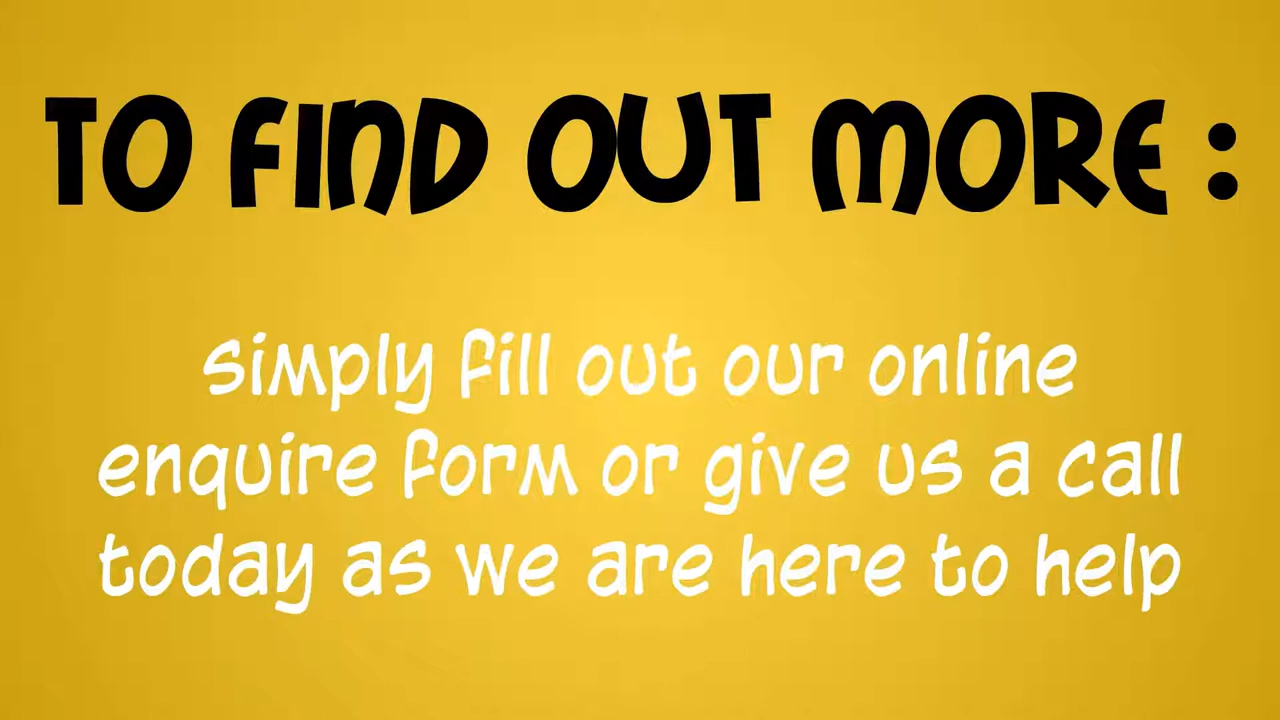 TO FIND OUT MORE :
simply fill out our online
enquire form or give us a call
today as we are here to help